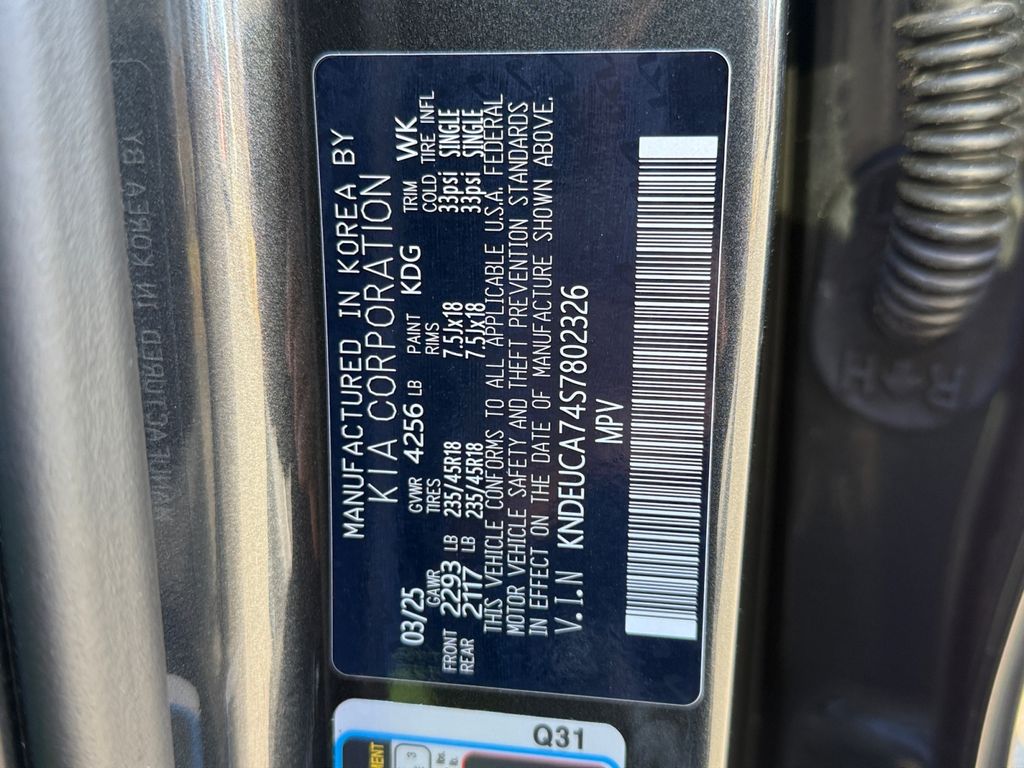 MANUFACTURED IN KOREA BY
KIA CORPORATION
03/25 GVWR 4256 LB PAINT KDG TRIM WK
GAWR TIRES RIMS COLD TIRE INFL
FRONT 2293 LB 235/45R18 7.5Jx18 33psi SINGLE
REAR 2117 LB 235/45R18 7.5Jx18 33psi SINGLE
THIS VEHICLE CONFORMS TO ALL APPLICABLE U.S.A. FEDERAL
MOTOR VEHICLE SAFETY AND THEFT PREVENTION STANDARDS
IN EFFECT ON THE DATE OF MANUFACTURE SHOWN ABOVE.
V.I.N KNDEUCA74S7802326
MPV
Q31
R+H